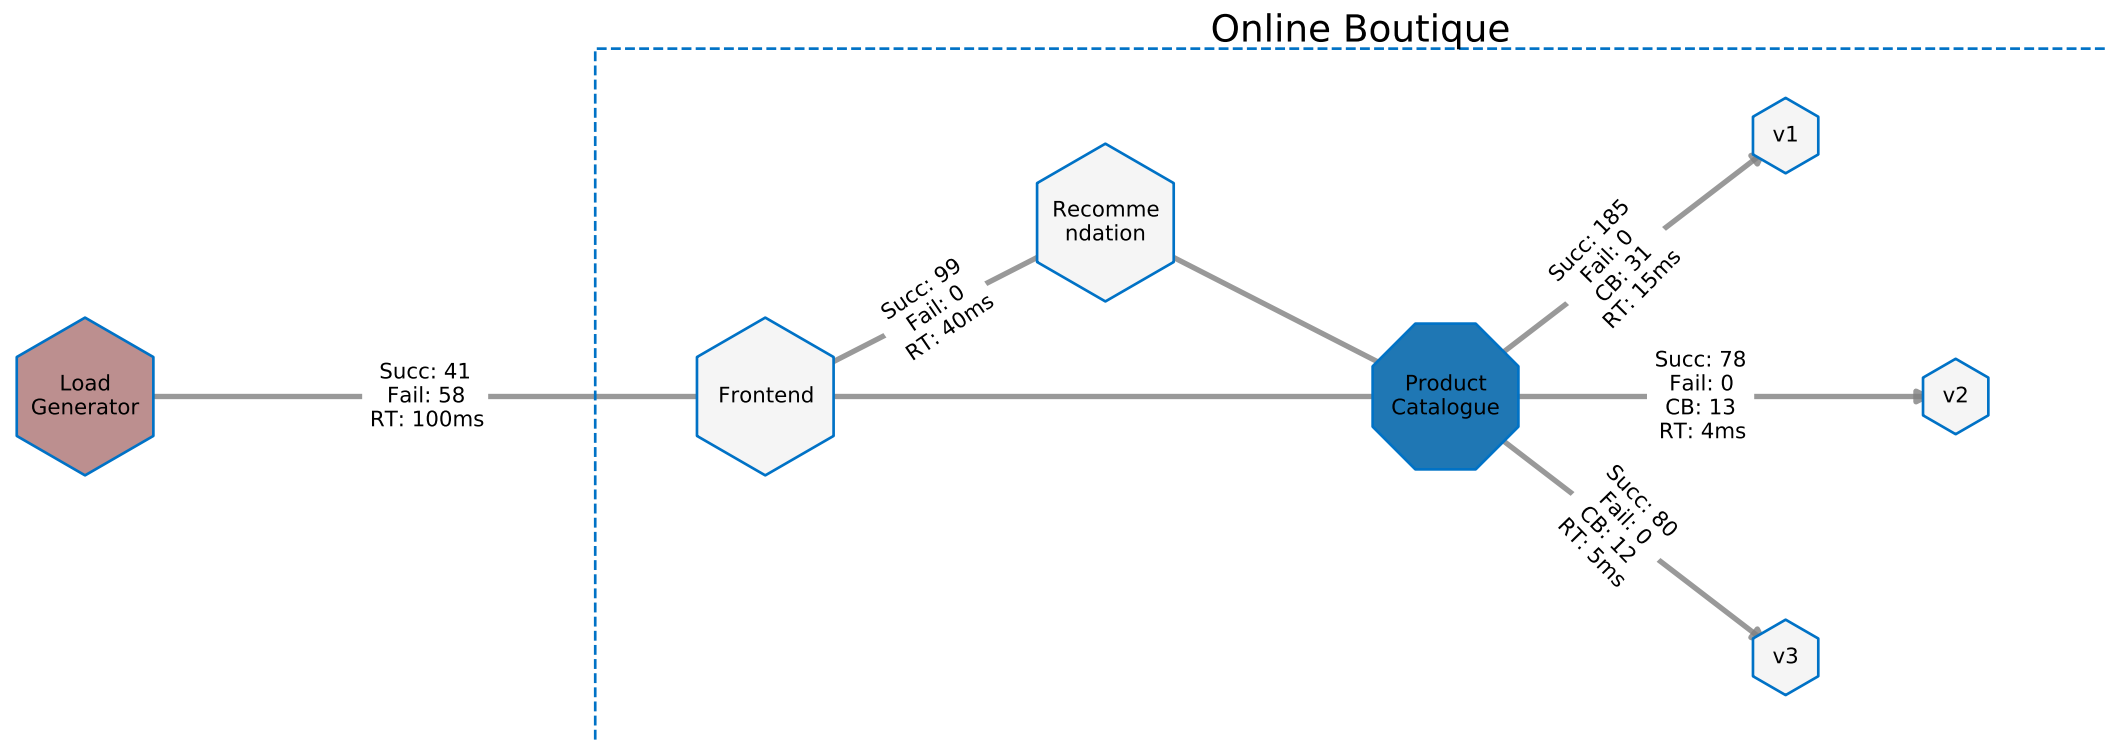 Online Boutique
Load
Generator
Succ: 41
Fail: 58
RT: 100ms
Frontend
Succ: 99
Fail: 0
RT: 40ms
Recomme
ndation
Product
Catalogue
Succ: 185
Fail: 0
CB: 31
RT: 15ms
v1
Succ: 78
Fail: 0
CB: 13
RT: 4ms
v2
Succ: 80
Fail: 0
CB: 12
RT: 5ms
v3